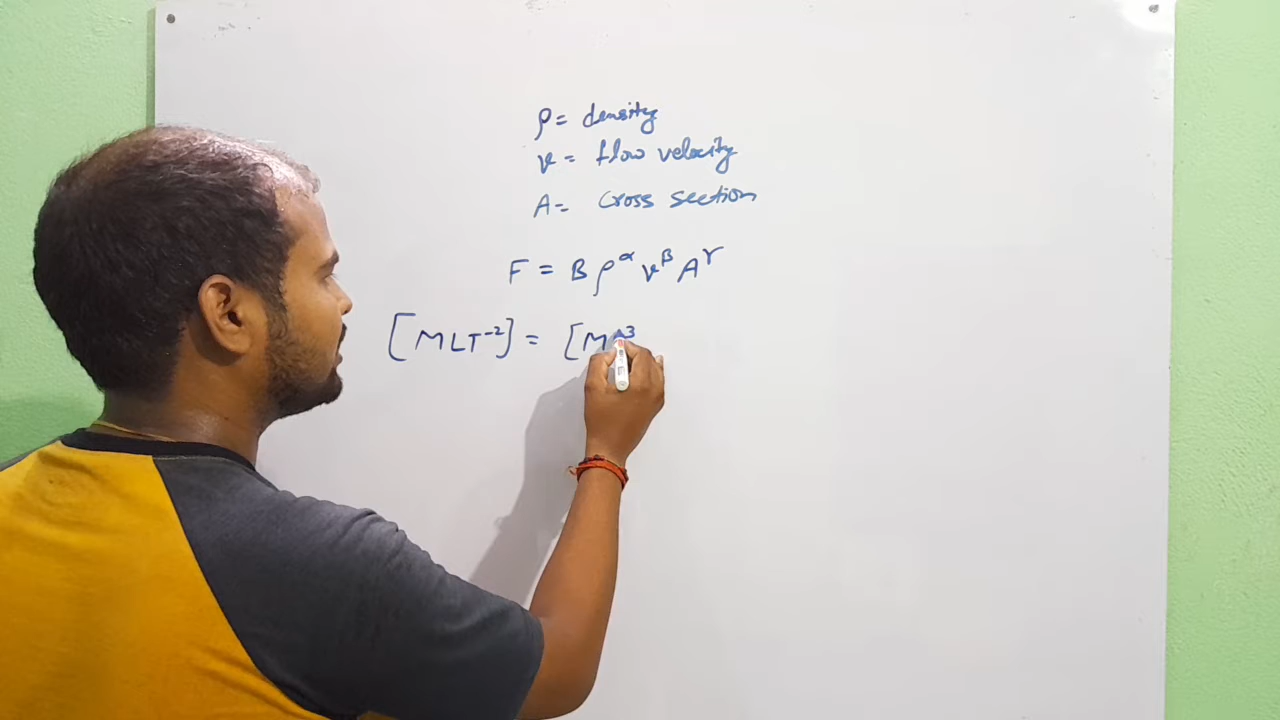 ρ = density
v = flow velocity
A = cross section
F = B ρ^α v^β A^γ
[MLT⁻²] = [M